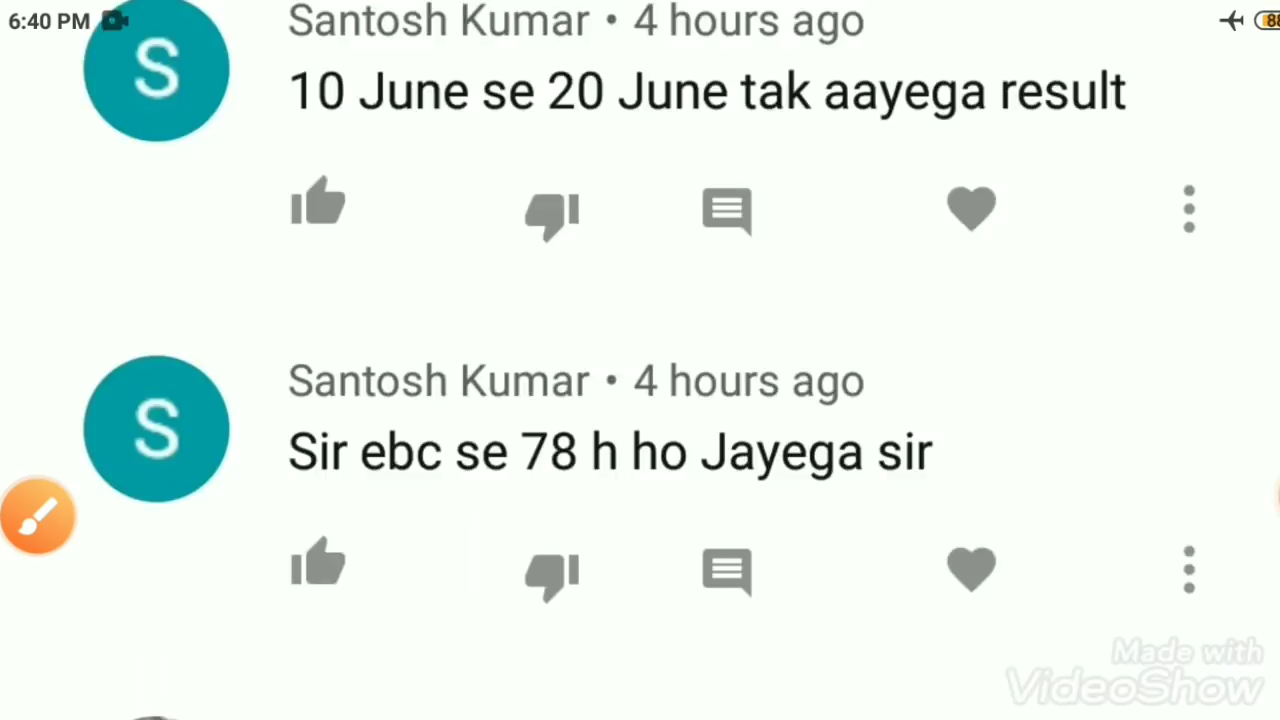 6:40 PM
88
Santosh Kumar • 4 hours ago
S
10 June se 20 June tak aayega result
Santosh Kumar • 4 hours ago
S
Sir ebc se 78 h ho Jayega sir
Made with
VideoShow